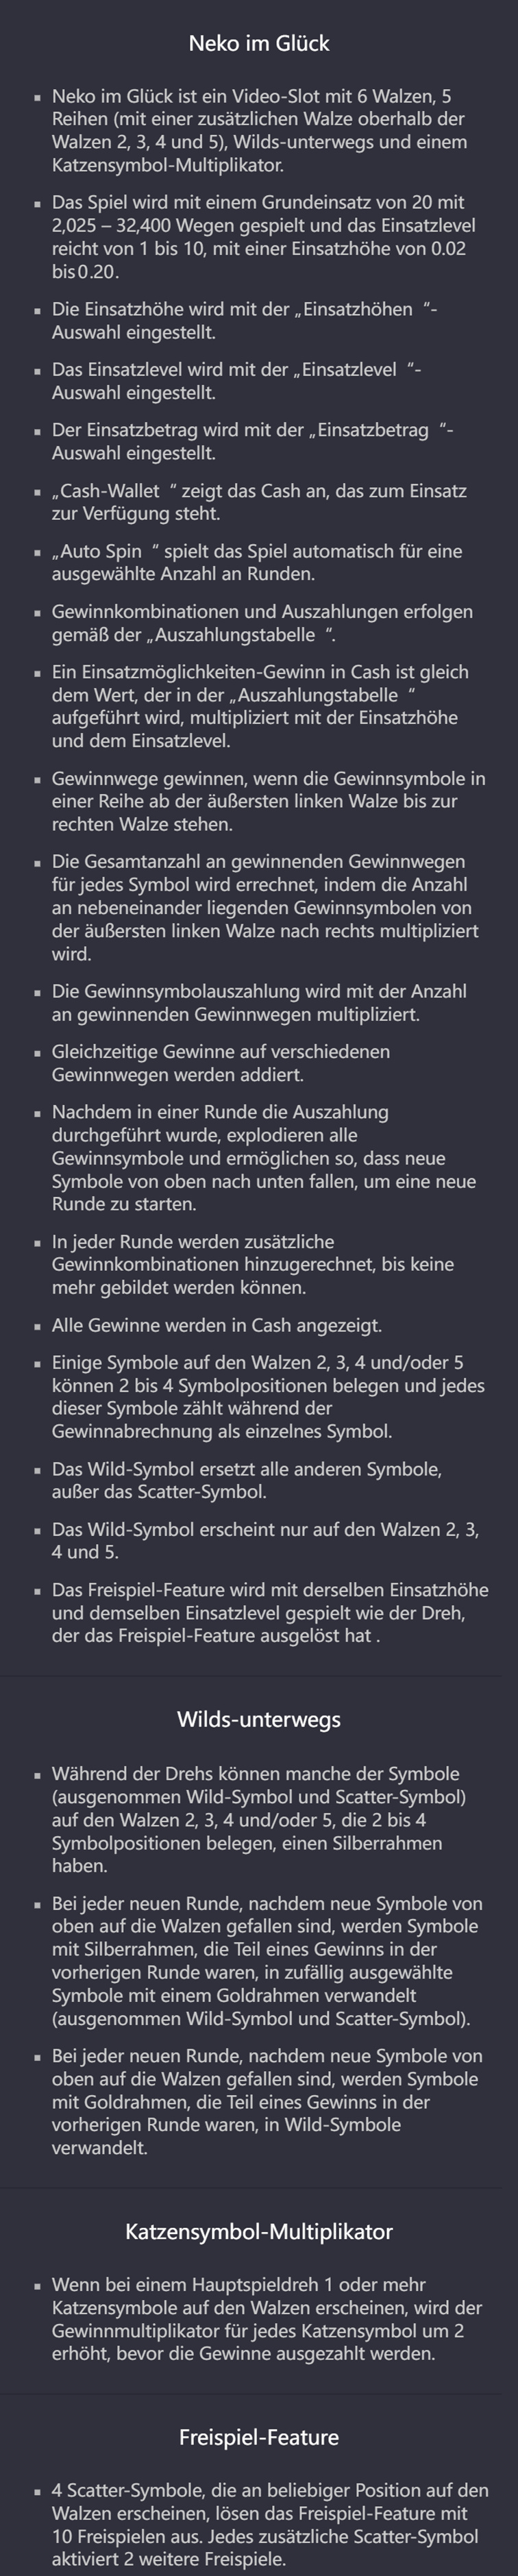 Neko im Glück
▪ Neko im Glück ist ein Video-Slot mit 6 Walzen, 5
Reihen (mit einer zusätzlichen Walze oberhalb der
Walzen 2, 3, 4 und 5), Wilds-unterwegs und einem
Katzensymbol-Multiplikator.
▪ Das Spiel wird mit einem Grundeinsatz von 20 mit
2,025 – 32,400 Wegen gespielt und das Einsatzlevel
reicht von 1 bis 10, mit einer Einsatzhöhe von 0.02
bis 0.20.
▪ Die Einsatzhöhe wird mit der „Einsatzhöhen “-
Auswahl eingestellt.
▪ Das Einsatzlevel wird mit der „Einsatzlevel “-
Auswahl eingestellt.
▪ Der Einsatzbetrag wird mit der „Einsatzbetrag “-
Auswahl eingestellt.
▪ „Cash-Wallet “ zeigt das Cash an, das zum Einsatz
zur Verfügung steht.
▪ „Auto Spin “ spielt das Spiel automatisch für eine
ausgewählte Anzahl an Runden.
▪ Gewinnkombinationen und Auszahlungen erfolgen
gemäß der „Auszahlungstabelle “.
▪ Ein Einsatzmöglichkeiten-Gewinn in Cash ist gleich
dem Wert, der in der „Auszahlungstabelle “
aufgeführt wird, multipliziert mit der Einsatzhöhe
und dem Einsatzlevel.
▪ Gewinnwege gewinnen, wenn die Gewinnsymbole in
einer Reihe ab der äußersten linken Walze bis zur
rechten Walze stehen.
▪ Die Gesamtanzahl an gewinnenden Gewinnwegen
für jedes Symbol wird errechnet, indem die Anzahl
an nebeneinander liegenden Gewinnsymbolen von
der äußersten linken Walze nach rechts multipliziert
wird.
▪ Die Gewinnsymbolauszahlung wird mit der Anzahl
an gewinnenden Gewinnwegen multipliziert.
▪ Gleichzeitige Gewinne auf verschiedenen
Gewinnwegen werden addiert.
▪ Nachdem in einer Runde die Auszahlung
durchgeführt wurde, explodieren alle
Gewinnsymbole und ermöglichen so, dass neue
Symbole von oben nach unten fallen, um eine neue
Runde zu starten.
▪ In jeder Runde werden zusätzliche
Gewinnkombinationen hinzugerechnet, bis keine
mehr gebildet werden können.
▪ Alle Gewinne werden in Cash angezeigt.
▪ Einige Symbole auf den Walzen 2, 3, 4 und/oder 5
können 2 bis 4 Symbolpositionen belegen und jedes
dieser Symbole zählt während der
Gewinnabrechnung als einzelnes Symbol.
▪ Das Wild-Symbol ersetzt alle anderen Symbole,
außer das Scatter-Symbol.
▪ Das Wild-Symbol erscheint nur auf den Walzen 2, 3,
4 und 5.
▪ Das Freispiel-Feature wird mit derselben Einsatzhöhe
und demselben Einsatzlevel gespielt wie der Dreh,
der das Freispiel-Feature ausgelöst hat .
Wilds-unterwegs
▪ Während der Drehs können manche der Symbole
(ausgenommen Wild-Symbol und Scatter-Symbol)
auf den Walzen 2, 3, 4 und/oder 5, die 2 bis 4
Symbolpositionen belegen, einen Silberrahmen
haben.
▪ Bei jeder neuen Runde, nachdem neue Symbole von
oben auf die Walzen gefallen sind, werden Symbole
mit Silberrahmen, die Teil eines Gewinns in der
vorherigen Runde waren, in zufällig ausgewählte
Symbole mit einem Goldrahmen verwandelt
(ausgenommen Wild-Symbol und Scatter-Symbol).
▪ Bei jeder neuen Runde, nachdem neue Symbole von
oben auf die Walzen gefallen sind, werden Symbole
mit Goldrahmen, die Teil eines Gewinns in der
vorherigen Runde waren, in Wild-Symbole
verwandelt.
Katzensymbol-Multiplikator
▪ Wenn bei einem Hauptspieldreh 1 oder mehr
Katzensymbole auf den Walzen erscheinen, wird der
Gewinnmultiplikator für jedes Katzensymbol um 2
erhöht, bevor die Gewinne ausgezahlt werden.
Freispiel-Feature
▪ 4 Scatter-Symbole, die an beliebiger Position auf den
Walzen erscheinen, lösen das Freispiel-Feature mit
10 Freispielen aus. Jedes zusätzliche Scatter-Symbol
aktiviert 2 weitere Freispiele.